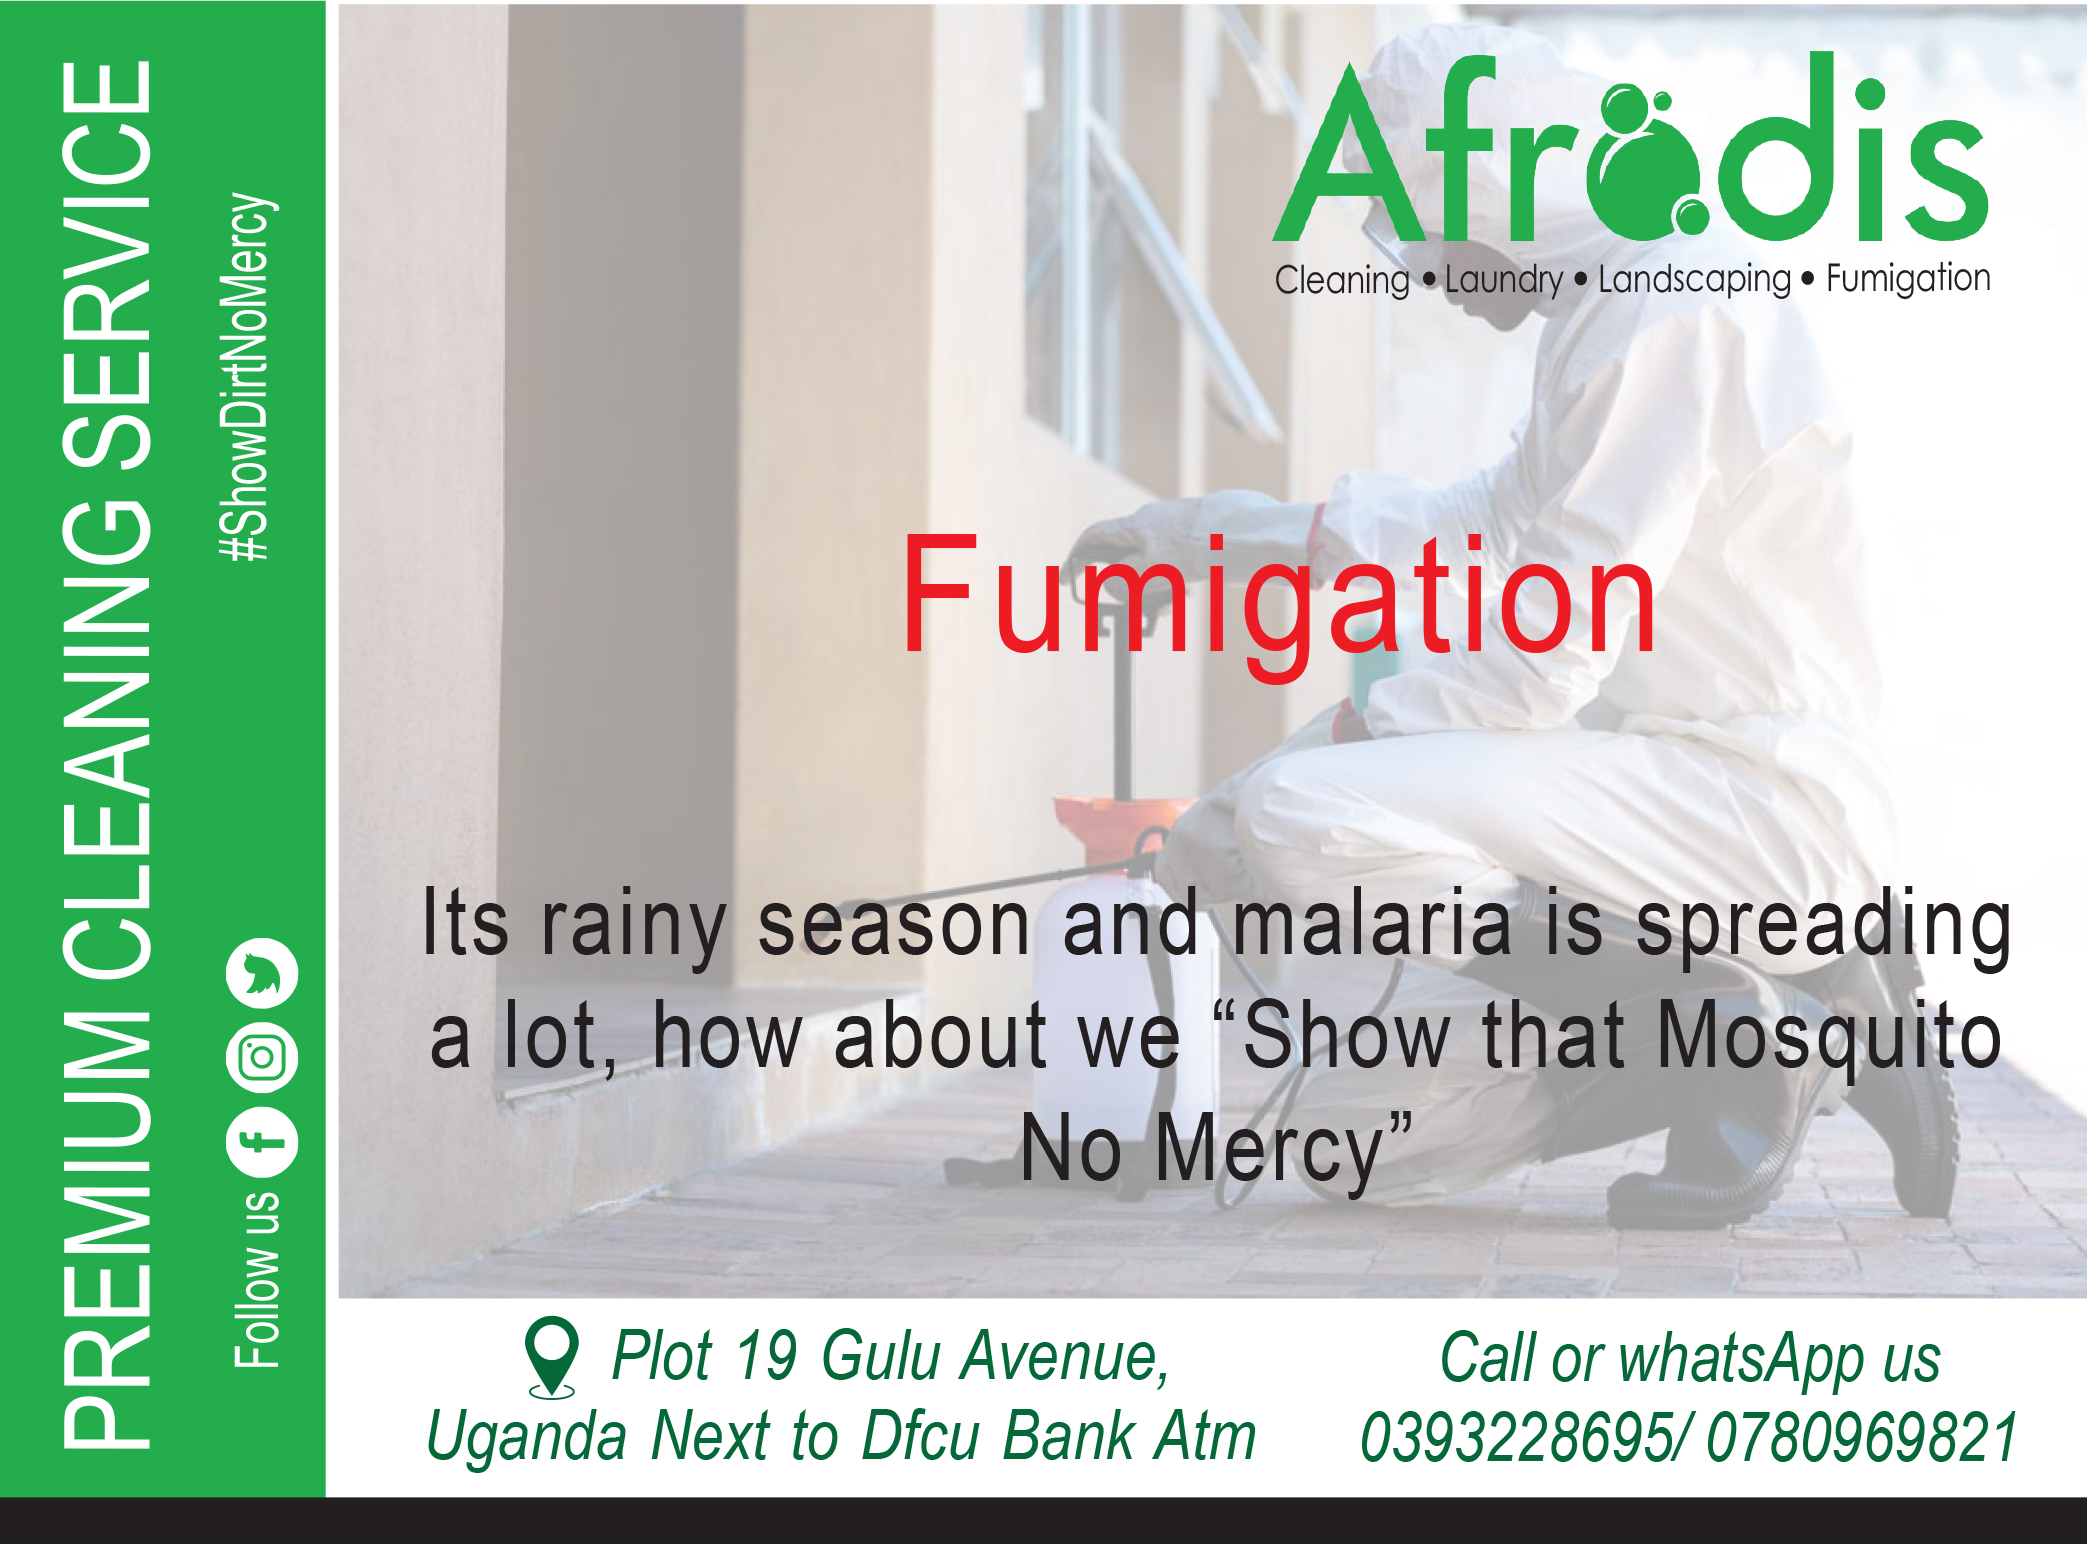 PREMIUM CLEANING SERVICE
#ShowDirtNoMercy
Follow us
Afrodis
Cleaning • Laundry • Landscaping • Fumigation
Fumigation
Its rainy season and malaria is spreading
a lot, how about we “Show that Mosquito
No Mercy”
Plot 19 Gulu Avenue,
Uganda Next to Dfcu Bank Atm
Call or whatsApp us
0393228695/ 0780969821